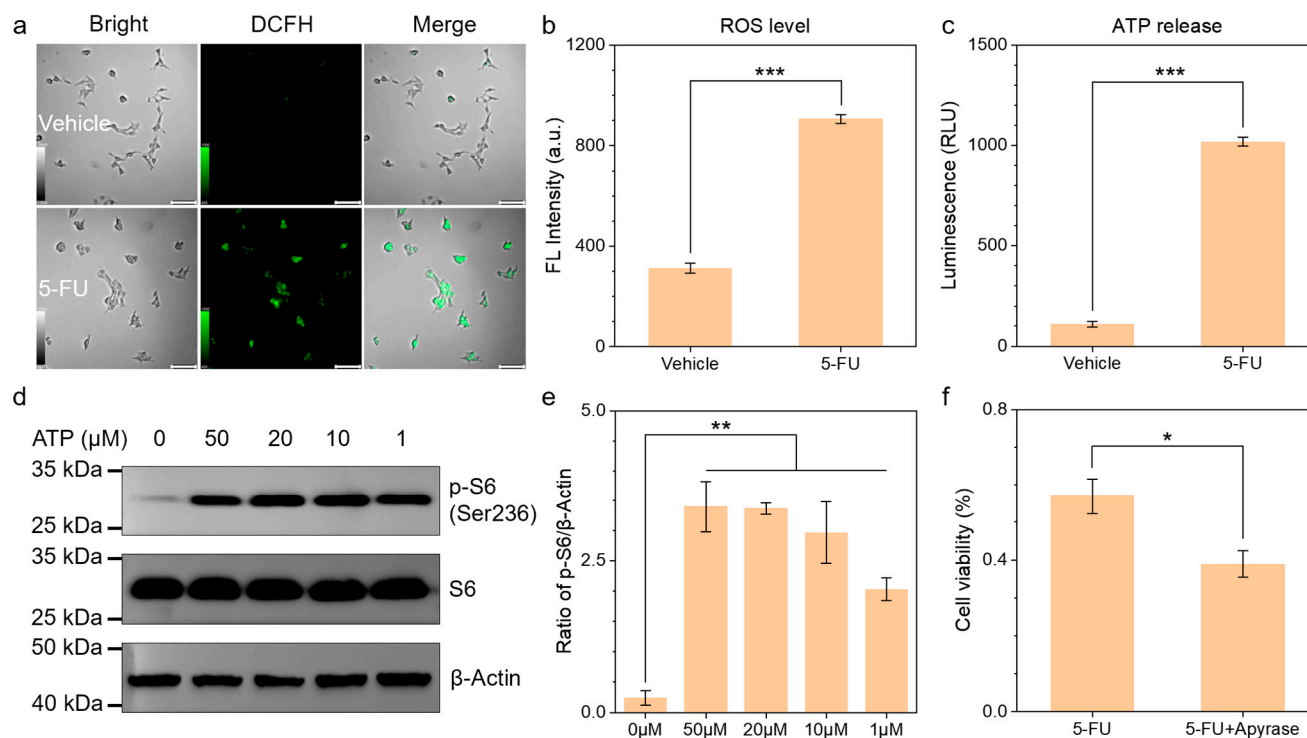 a
Bright
DCFH
Merge
Vehicle
5-FU
b
ROS level
FL Intensity (a.u.)
1200
800
400
0
***
Vehicle
5-FU
c
ATP release
Luminescence (RLU)
1500
1000
500
0
***
Vehicle
5-FU
d
ATP (μM) 0 50 20 10 1
35 kDa
25 kDa
p-S6
(Ser236)
35 kDa
25 kDa
S6
50 kDa
40 kDa
β-Actin
e
Ratio of p-S6/β-Actin
5.0
2.5
0.0
**
0μM 50μM 20μM 10μM 1μM
f
Cell viability (%)
0.8
0.4
0.0
*
5-FU 5-FU+Apyrase